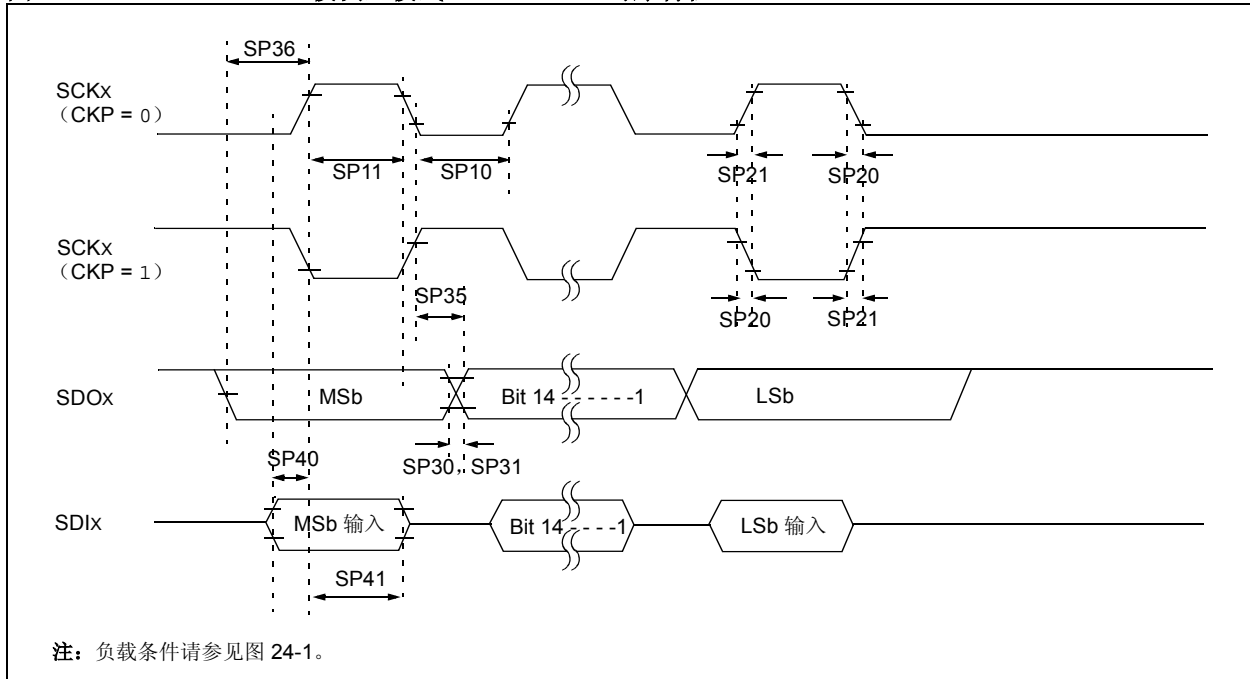 SP36
SCKx
（CKP = 0）
SP11
SP10
SP21
SP20
SCKx
（CKP = 1）
SP35
SP20
SP21
SDOx
MSb
Bit 14 - - - - - -1
LSb
SP40
SP30，SP31
SDIx
MSb 输入
Bit 14 - - - -1
LSb 输入
SP41
注：负载条件请参见图 24-1。